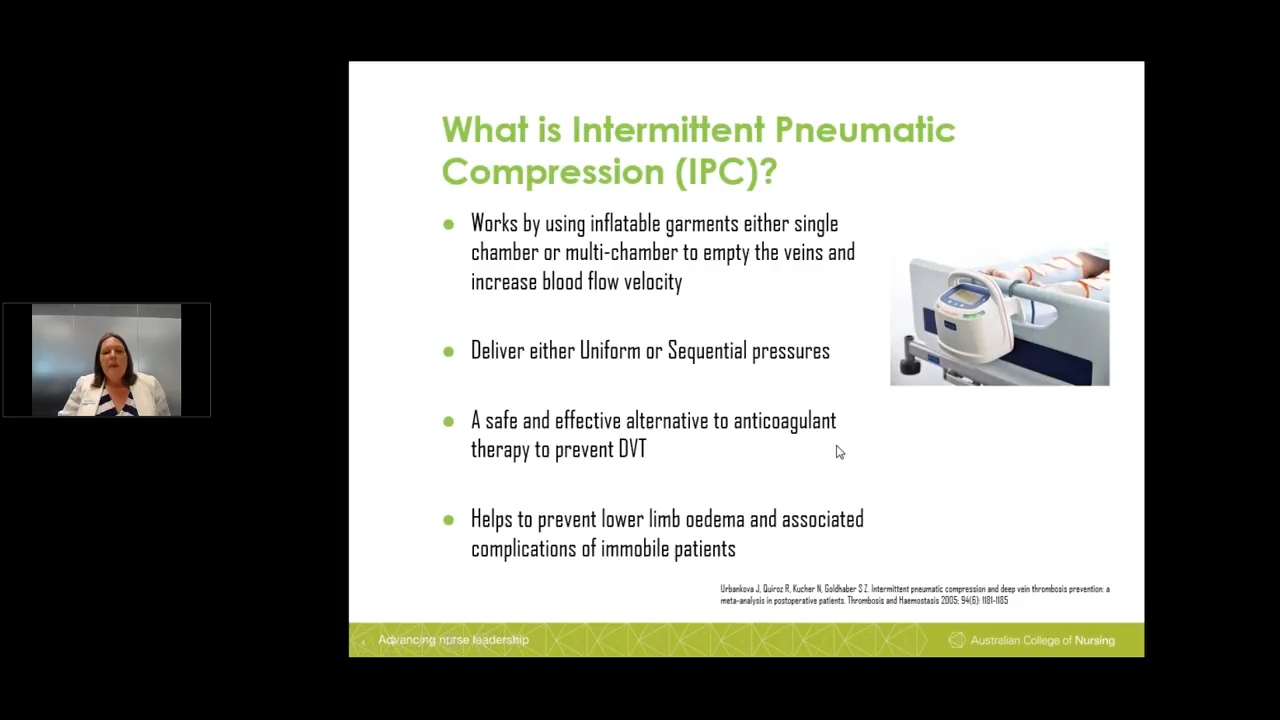 What is Intermittent Pneumatic
Compression (IPC)?
Works by using inflatable garments either single
chamber or multi-chamber to empty the veins and
increase blood flow velocity
Deliver either Uniform or Sequential pressures
A safe and effective alternative to anticoagulant
therapy to prevent DVT
Helps to prevent lower limb oedema and associated
complications of immobile patients
Urbankova J, Quiroz R, Kucher N, Goldhaber S Z. Intermittent pneumatic compression and deep vein thrombosis prevention: a
meta-analysis in postoperative patients. Thrombosis and Haemostasis 2005; 94(6): 1181-1185
Advancing nurse leadership
Australian College of Nursing